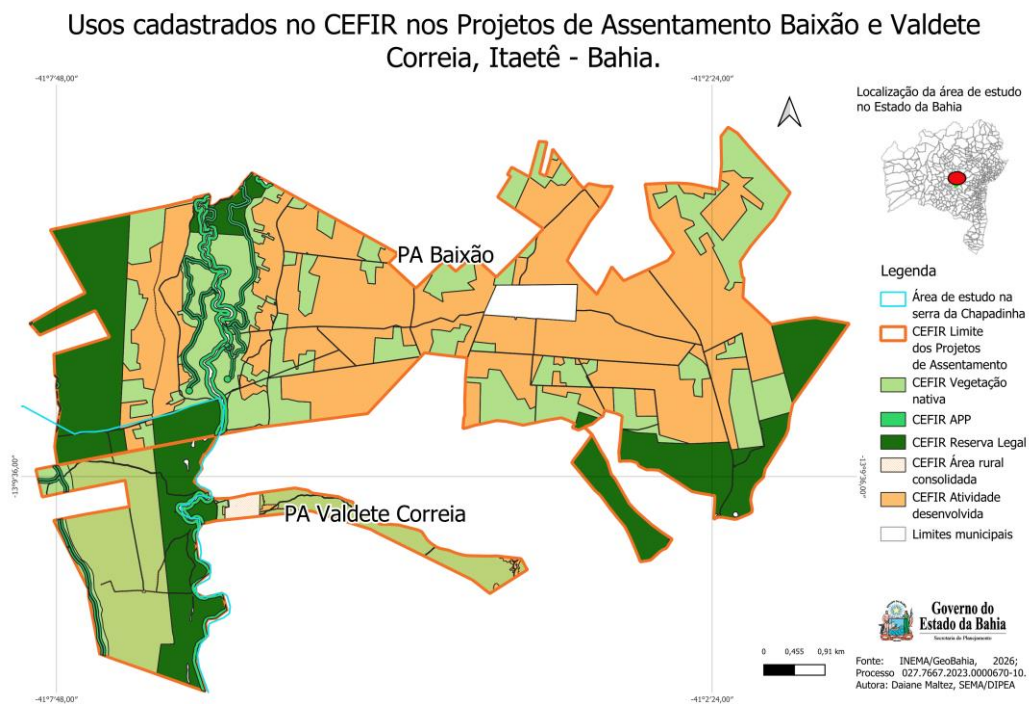 Usos cadastrados no CEFIR nos Projetos de Assentamento Baixão e Valdete
Correia, Itaetê - Bahia.
-41°7'48,00"
-41°2'24,00"
Localização da área de estudo
no Estado da Bahia
PA Baixão
PA Valdete Correia
-13°9'36,00"
-13°9'36,00"
Legenda
Área de estudo na
serra da Chapadinha
CEFIR Limite
dos Projetos
de Assentamento
CEFIR Vegetação
nativa
CEFIR APP
CEFIR Reserva Legal
CEFIR Área rural
consolidada
CEFIR Atividade
desenvolvida
Limites municipais
Governo do
Estado da Bahia
Secretaria do Planejamento
0 0,455 0,91 km
Fonte: INEMA/GeoBahia, 2026;
Processo 027.7667.2023.0000670-10.
Autora: Daiane Maltez, SEMA/DIPEA
-41°7'48,00"
-41°2'24,00"